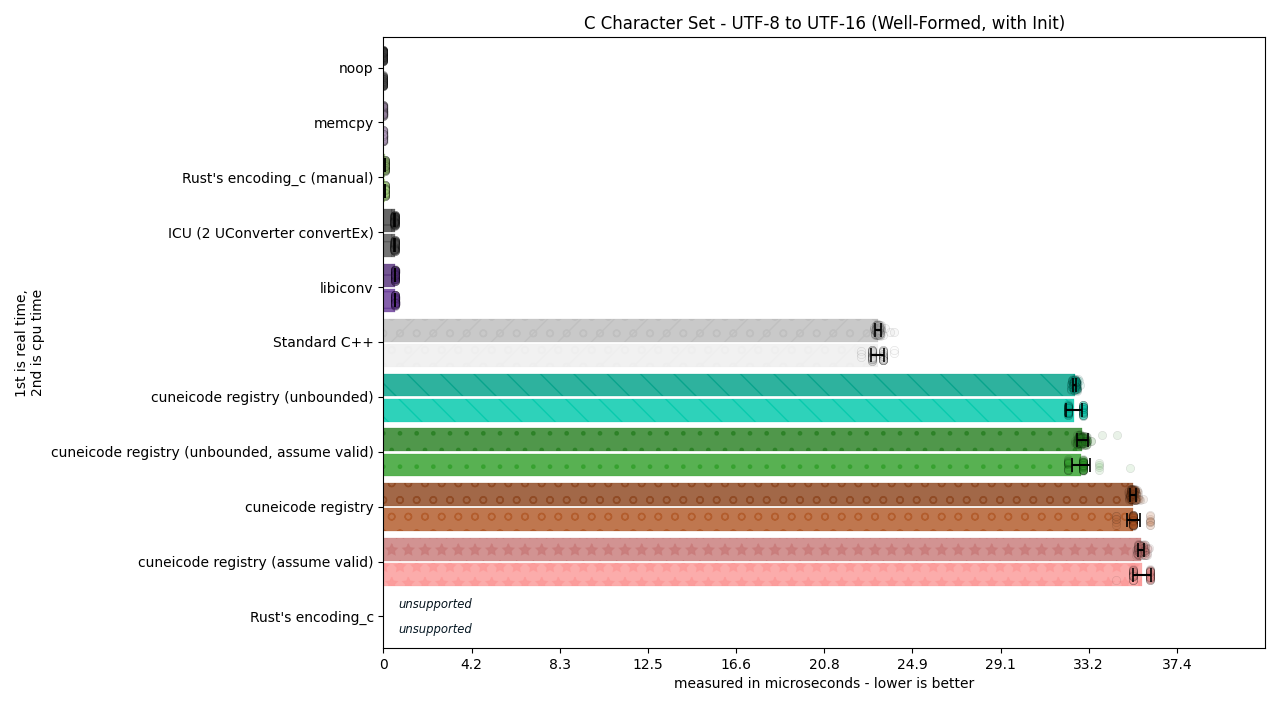 C Character Set - UTF-8 to UTF-16 (Well-Formed, with Init)
noop
memcpy
Rust's encoding_c (manual)
ICU (2 UConverter convertEx)
libiconv
Standard C++
cuneicode registry (unbounded)
cuneicode registry (unbounded, assume valid)
cuneicode registry
cuneicode registry (assume valid)
Rust's encoding_c
unsupported
unsupported
1st is real time,
2nd is cpu time
0 4.2 8.3 12.5 16.6 20.8 24.9 29.1 33.2 37.4
measured in microseconds - lower is better